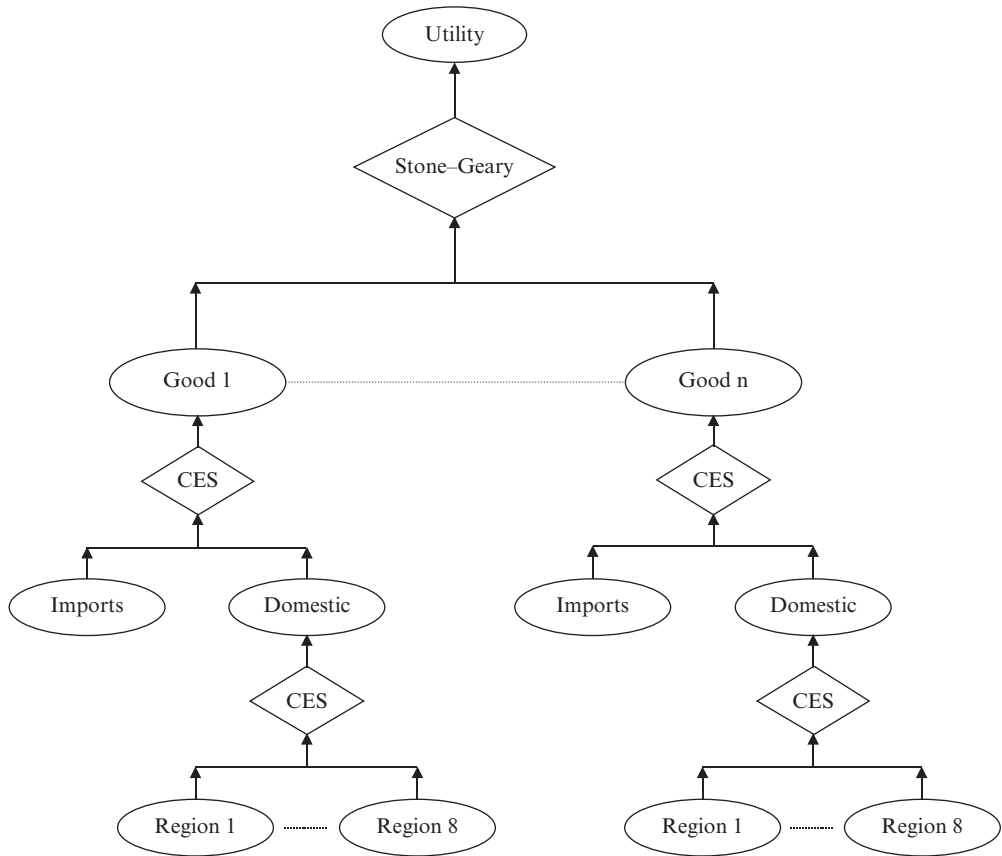 Utility
Stone–Geary
Good 1
Good n
CES
CES
Imports
Domestic
Imports
Domestic
CES
CES
Region 1
Region 8
Region 1
Region 8